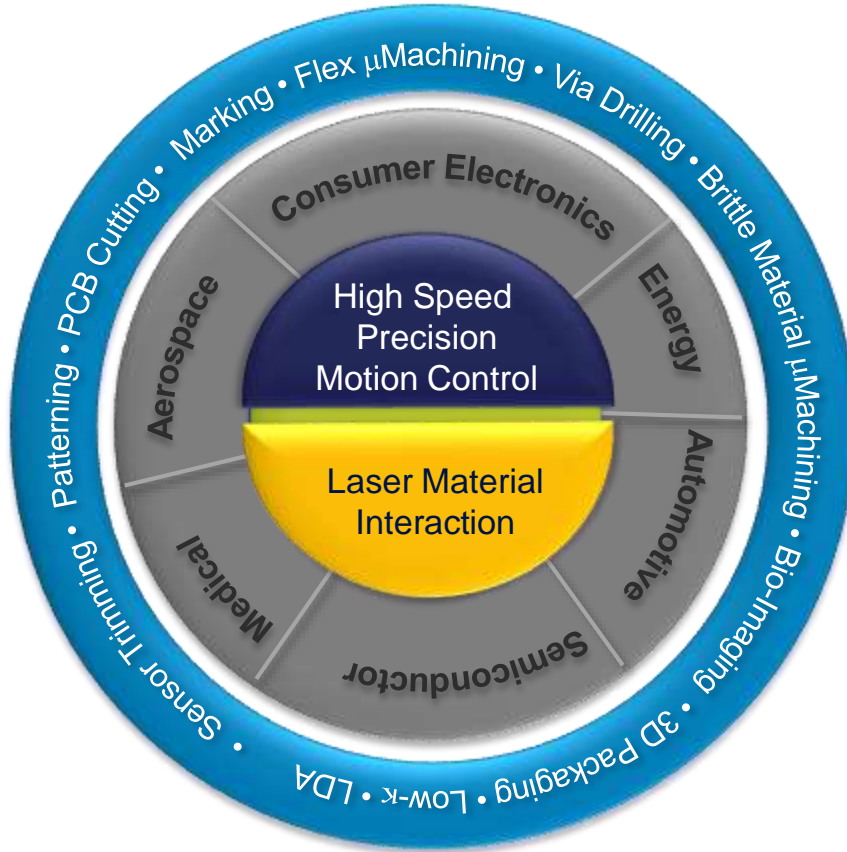 Marking • Flex μMachining • Via Drilling • Brittle Material μMachining • Bio-Imaging • 3D Packaging • Low-κ • LDA • Sensor Trimming • Patterning • PCB Cutting •
Consumer Electronics
Energy
Automotive
Semiconductor
Medical
Aerospace
High Speed
Precision
Motion Control
Laser Material
Interaction